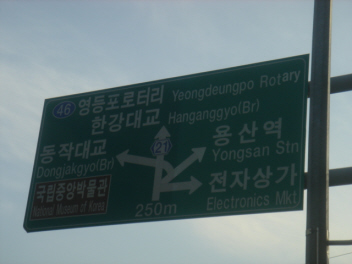 46 영등포로터리 Yeongdeungpo Rotary
한강대교 Hanganggyo(Br)
동작대교
Dongjakgyo(Br)
국립중앙박물관
National Museum of Korea
21
용산역
Yongsan Stn
전자상가
Electronics Mkt
250m